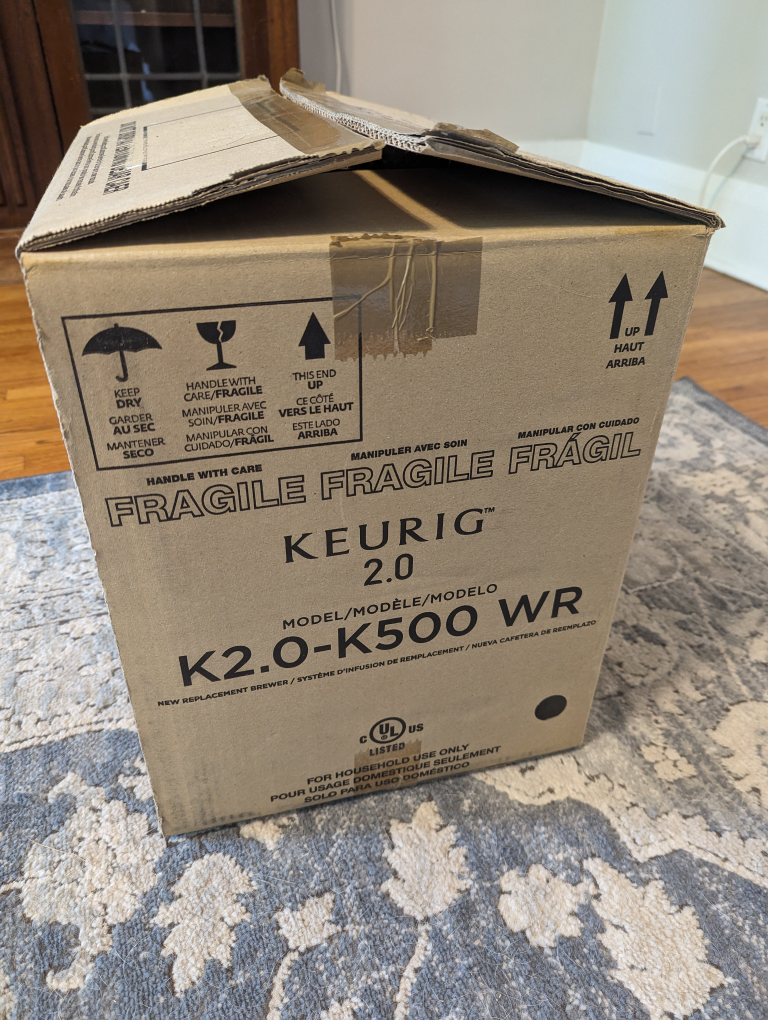 KEEP
DRY
GARDER
AU SEC
MANTENER
SECO
HANDLE WITH
CARE/FRAGILE
MANIPULER AVEC
SOIN/FRAGILE
MANIPULAR CON
CUIDADO/FRÁGIL
THIS END
UP
CE CÔTÉ
VERS LE HAUT
ESTE LADO
ARRIBA
UP
HAUT
ARRIBA
HANDLE WITH CARE
FRAGILE
MANIPULER AVEC SOIN
FRAGILE
MANIPULAR CON CUIDADO
FRÁGIL
KEURIG™
2.0
MODEL/MODÈLE/MODELO
K2.0-K500 WR
NEW REPLACEMENT BREWER / SYSTÈME D'INFUSION DE REMPLACEMENT / NUEVA CAFETERA DE REEMPLAZO
C UL US
LISTED
FOR HOUSEHOLD USE ONLY
POUR USAGE DOMESTIQUE SEULEMENT
SOLO PARA USO DOMÉSTICO